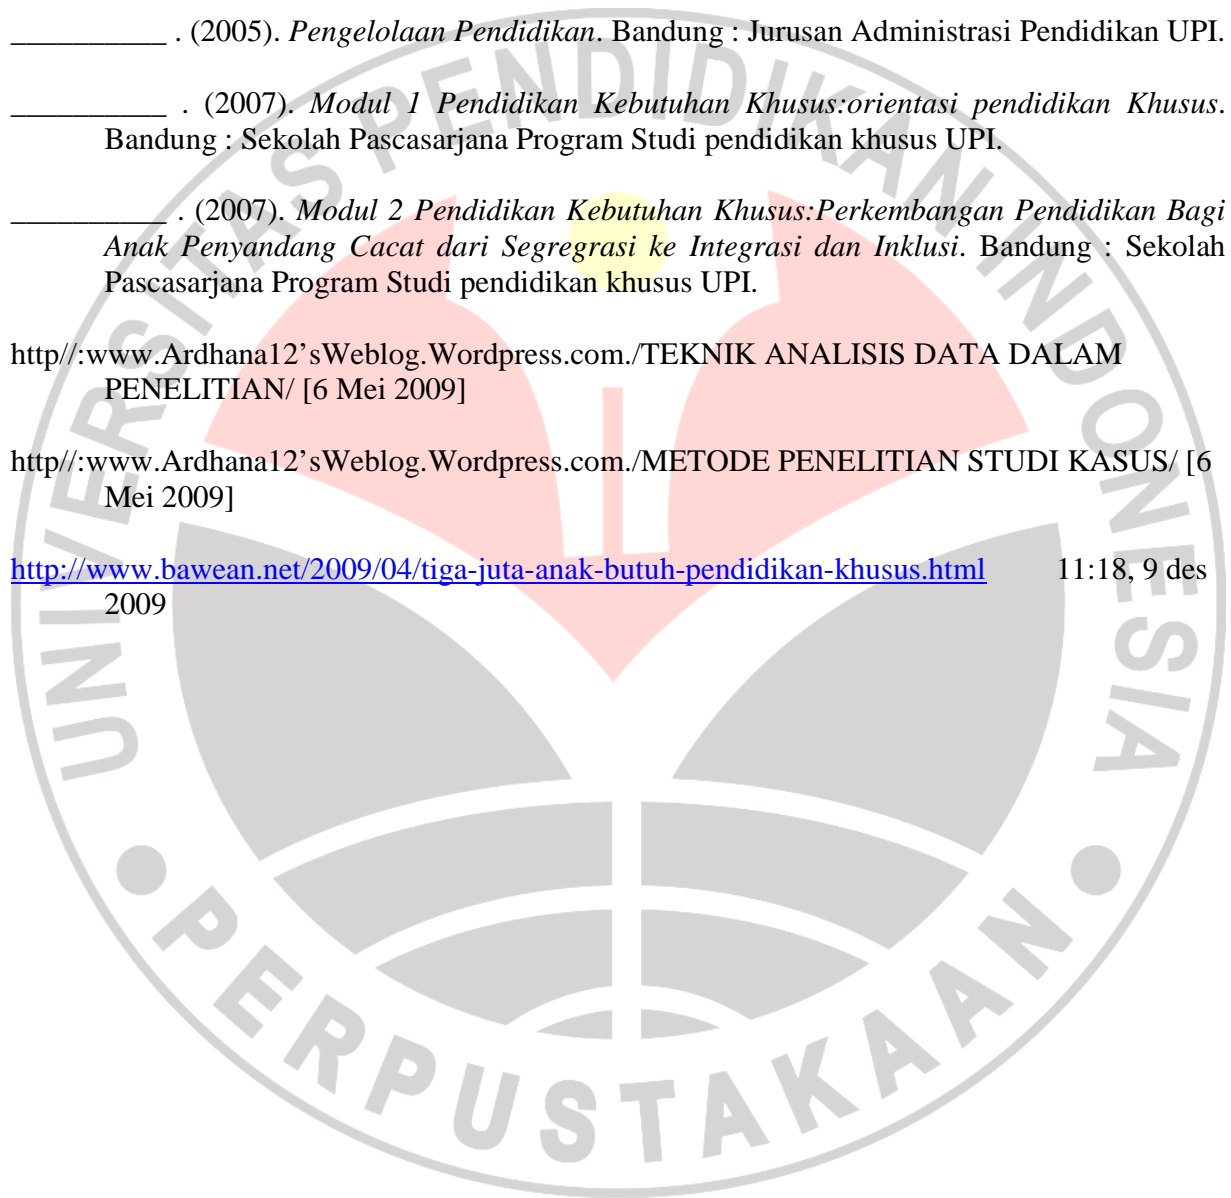 __________ . (2005). Pengelolaan Pendidikan. Bandung : Jurusan Administrasi Pendidikan UPI.
__________ . (2007). Modul 1 Pendidikan Kebutuhan Khusus:orientasi pendidikan Khusus.
Bandung : Sekolah Pascasarjana Program Studi pendidikan khusus UPI.
__________ . (2007). Modul 2 Pendidikan Kebutuhan Khusus:Perkembangan Pendidikan Bagi
Anak Penyandang Cacat dari Segregrasi ke Integrasi dan Inklusi. Bandung : Sekolah
Pascasarjana Program Studi pendidikan khusus UPI.
http//:www.Ardhana12’sWeblog.Wordpress.com./TEKNIK ANALISIS DATA DALAM
PENELITIAN/ [6 Mei 2009]
http//:www.Ardhana12’sWeblog.Wordpress.com./METODE PENELITIAN STUDI KASUS/ [6
Mei 2009]
http://www.bawean.net/2009/04/tiga-juta-anak-butuh-pendidikan-khusus.html 11:18, 9 des
2009
UNIVERSITAS PENDIDIKAN INDONESIA
PERPUSTAKAAN